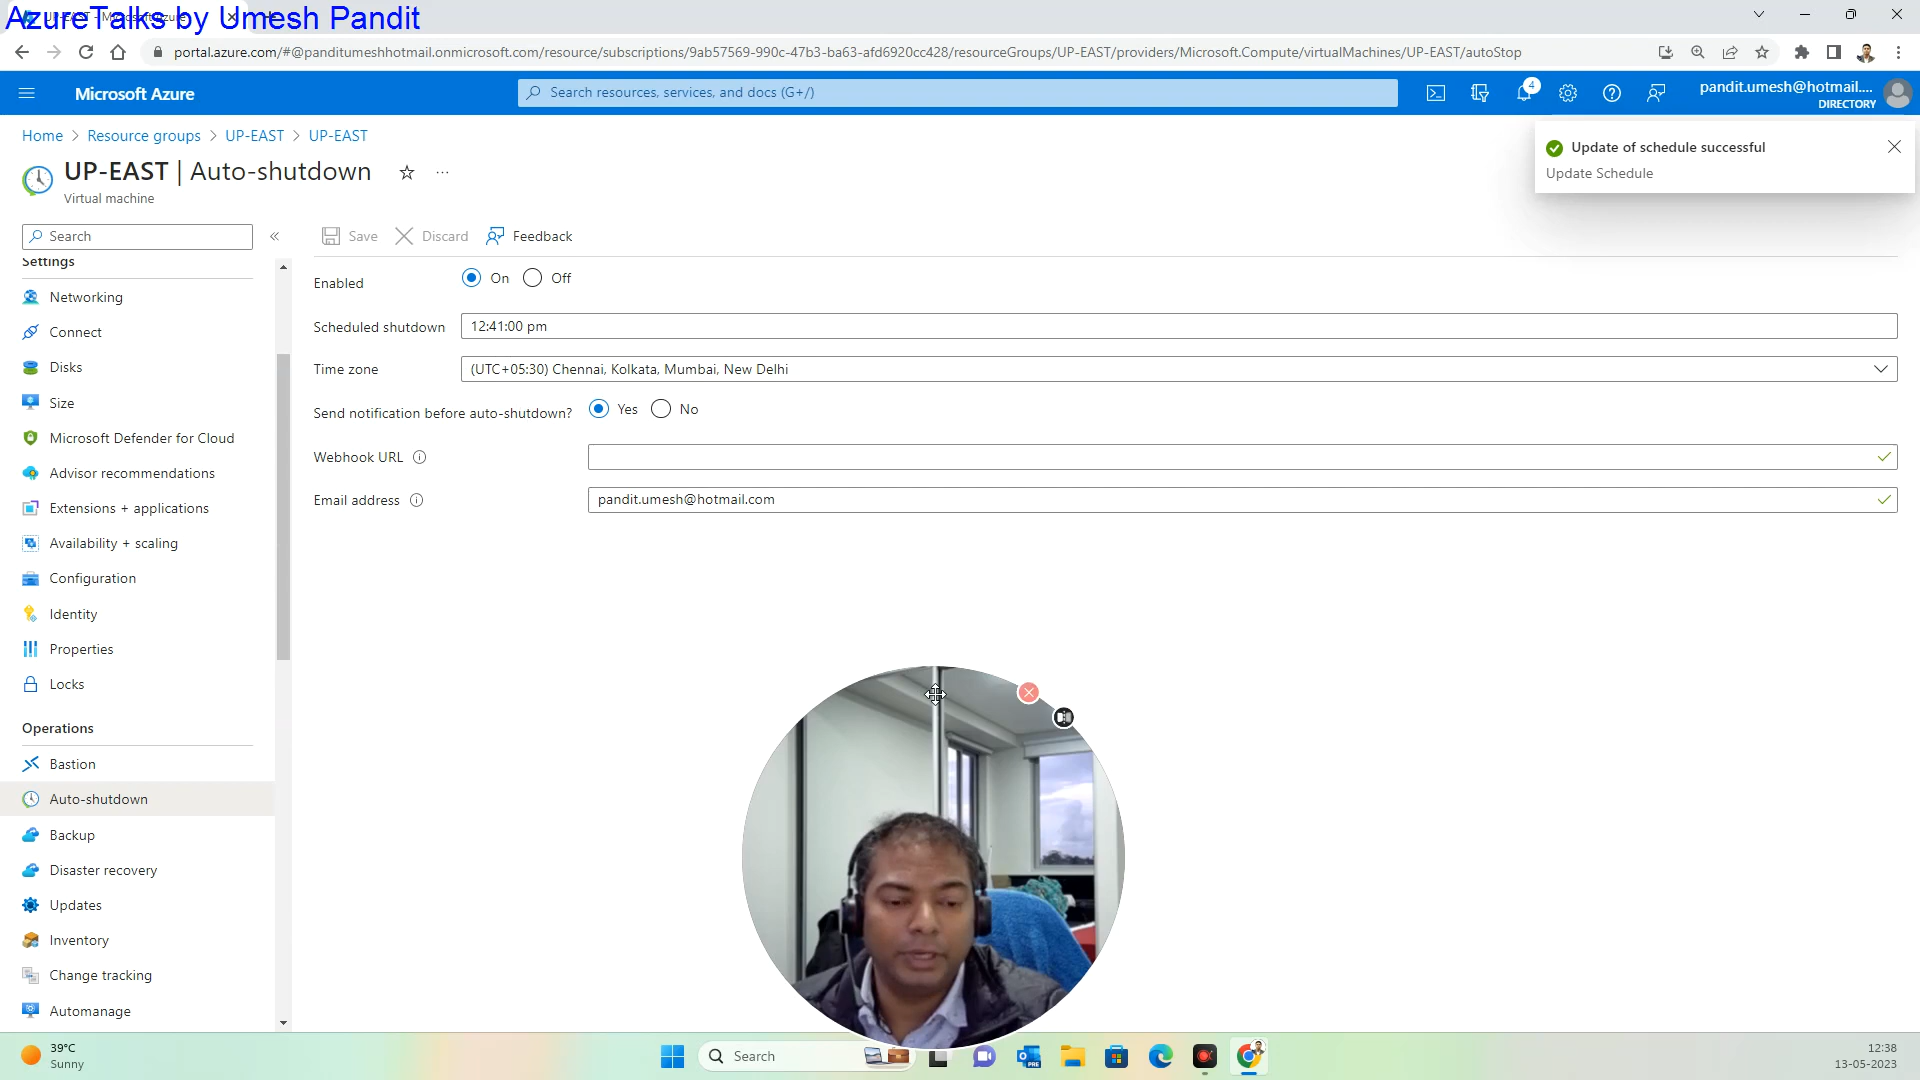 AzureTalks by Umesh Pandit
portal.azure.com/#@panditumeshhotmail.onmicrosoft.com/resource/subscriptions/9ab57569-990c-47b3-ba63-afd6920cc428/resourceGroups/UP-EAST/providers/Microsoft.Compute/virtualMachines/UP-EAST/autoStop
Microsoft Azure
Search resources, services, and docs (G+/)
4
pandit.umesh@hotmail....
DIRECTORY
Home > Resource groups > UP-EAST > UP-EAST
Update of schedule successful
Update Schedule
UP-EAST | Auto-shutdown
Virtual machine
Search
Save
Discard
Feedback
Settings
Networking
Connect
Disks
Size
Microsoft Defender for Cloud
Advisor recommendations
Extensions + applications
Availability + scaling
Configuration
Identity
Properties
Locks
Operations
Bastion
Auto-shutdown
Backup
Disaster recovery
Updates
Inventory
Change tracking
Automanage
Enabled
On
Off
Scheduled shutdown
12:41:00 pm
Time zone
(UTC+05:30) Chennai, Kolkata, Mumbai, New Delhi
Send notification before auto-shutdown?
Yes
No
Webhook URL
Email address
pandit.umesh@hotmail.com
39°C
Sunny
Search
PRE
12:38
13-05-2023